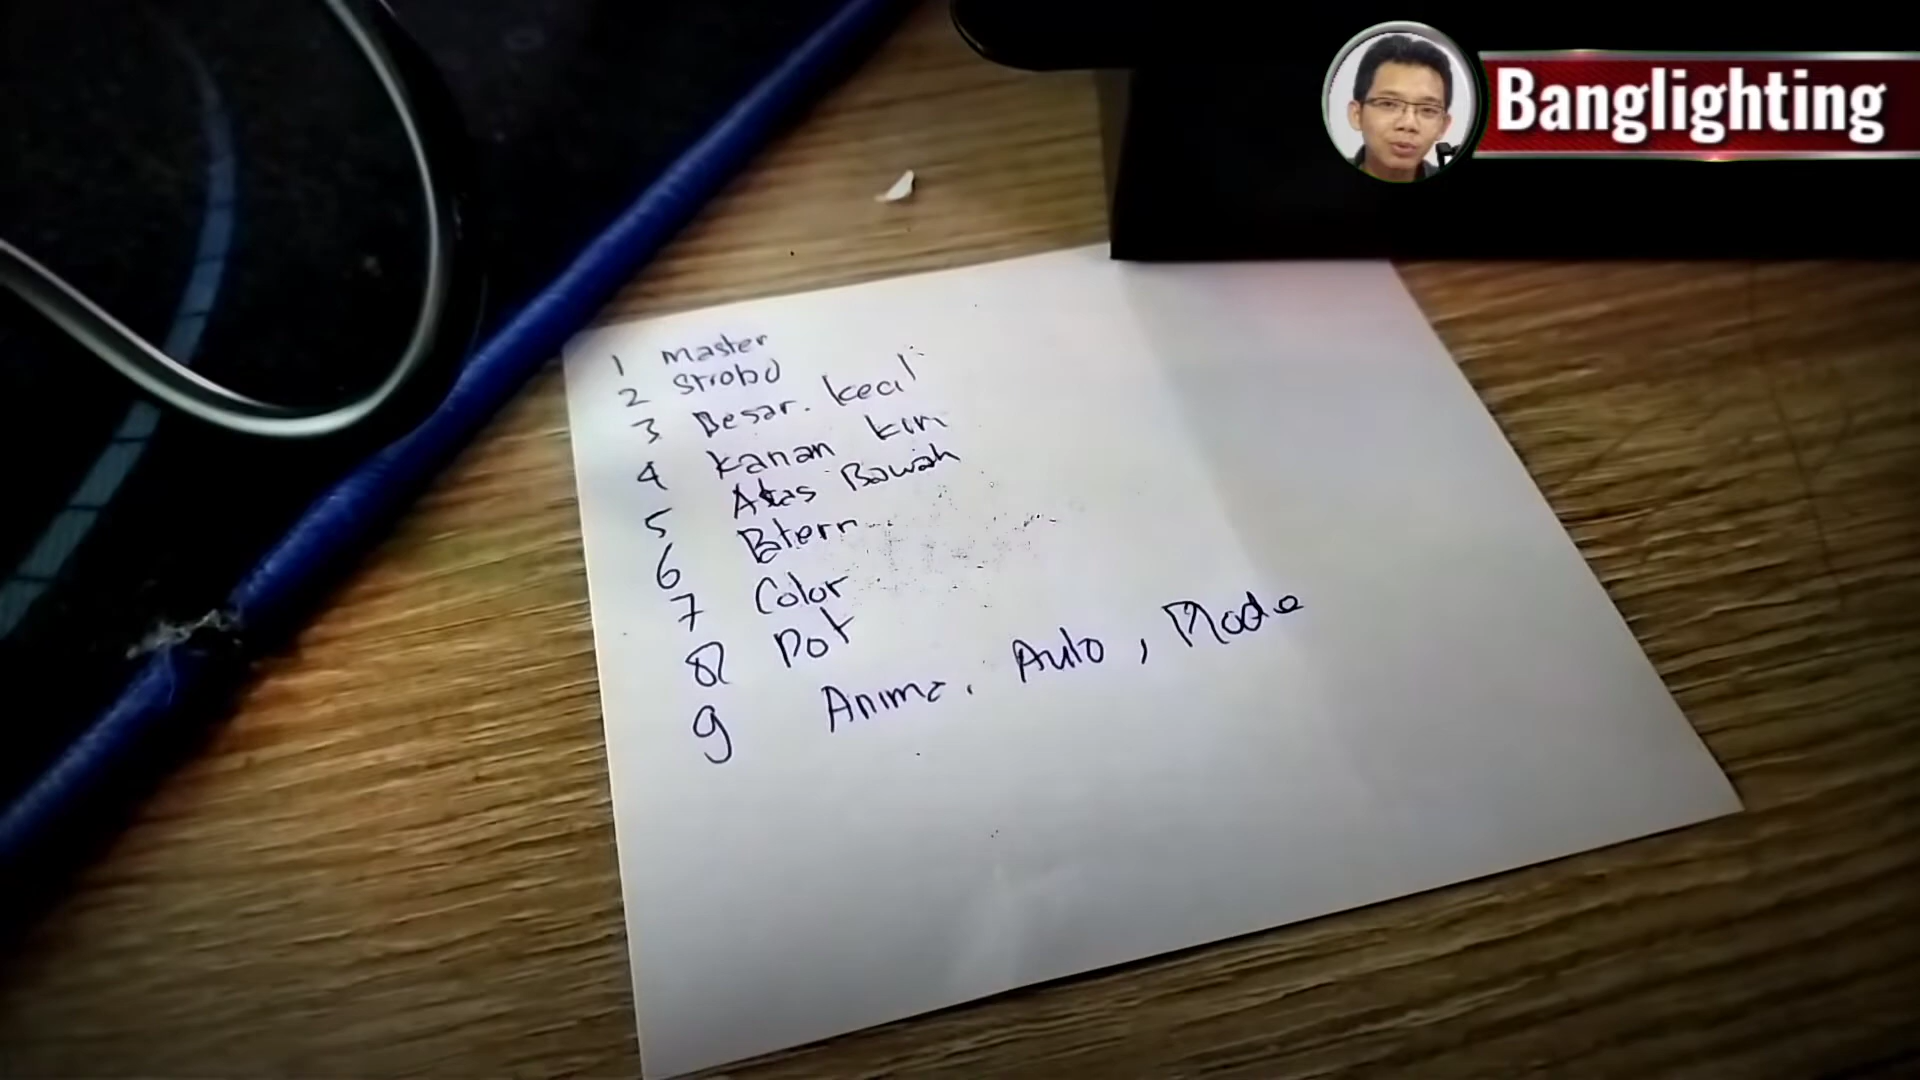 Banglighting
1 master
2 Strobo
3 Besar. kecil
4 kanan kiri
5 Atas Bawah
6 Patern
7 Color
8 Dot
9 Anima. Auto, Mode